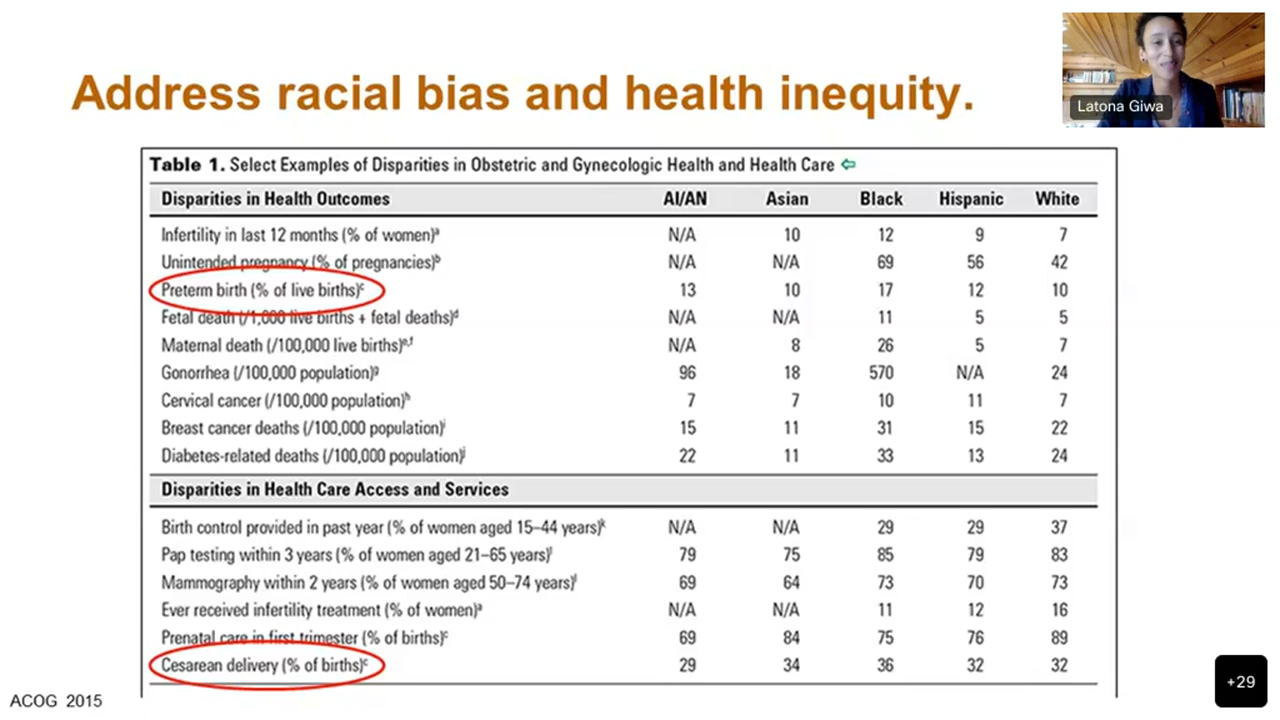 Address racial bias and health inequity.
Latona Giwa
Table 1. Select Examples of Disparities in Obstetric and Gynecologic Health and Health Care ⇦
Disparities in Health Outcomes AI/AN Asian Black Hispanic White
Infertility in last 12 months (% of women)ᵃ N/A 10 12 9 7
Unintended pregnancy (% of pregnancies)ᵇ N/A N/A 69 56 42
Preterm birth (% of live births)ᶜ 13 10 17 12 10
Fetal death (/1,000 live births + fetal deaths)ᵈ N/A N/A 11 5 5
Maternal death (/100,000 live births)ᵉ,ᶠ N/A 8 26 5 7
Gonorrhea (/100,000 population)ᵍ 96 18 570 N/A 24
Cervical cancer (/100,000 population)ʰ 7 7 10 11 7
Breast cancer deaths (/100,000 population)ⁱ 15 11 31 15 22
Diabetes-related deaths (/100,000 population)ʲ 22 11 33 13 24
Disparities in Health Care Access and Services
Birth control provided in past year (% of women aged 15–44 years)ᵏ N/A N/A 29 29 37
Pap testing within 3 years (% of women aged 21–65 years)ˡ 79 75 85 79 83
Mammography within 2 years (% of women aged 50–74 years)ˡ 69 64 73 70 73
Ever received infertility treatment (% of women)ᵃ N/A N/A 11 12 16
Prenatal care in first trimester (% of births)ᶜ 69 84 75 76 89
Cesarean delivery (% of births)ᶜ 29 34 36 32 32
+29
ACOG 2015